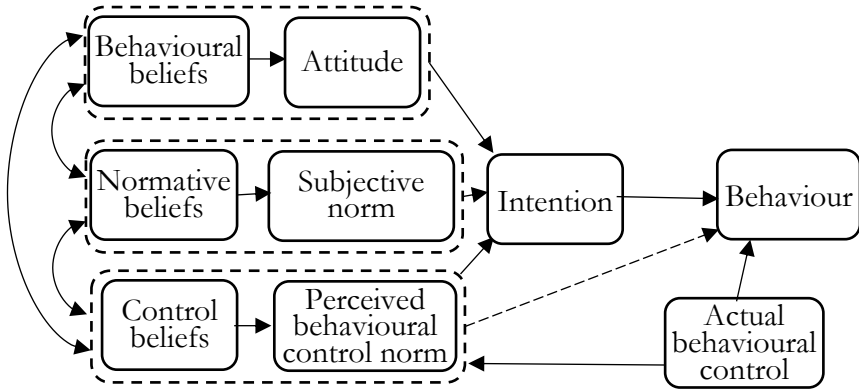 Behavioural
beliefs
Attitude
Normative
beliefs
Subjective
norm
Intention
Behaviour
Control
beliefs
Perceived
behavioural
control norm
Actual
behavioural
control